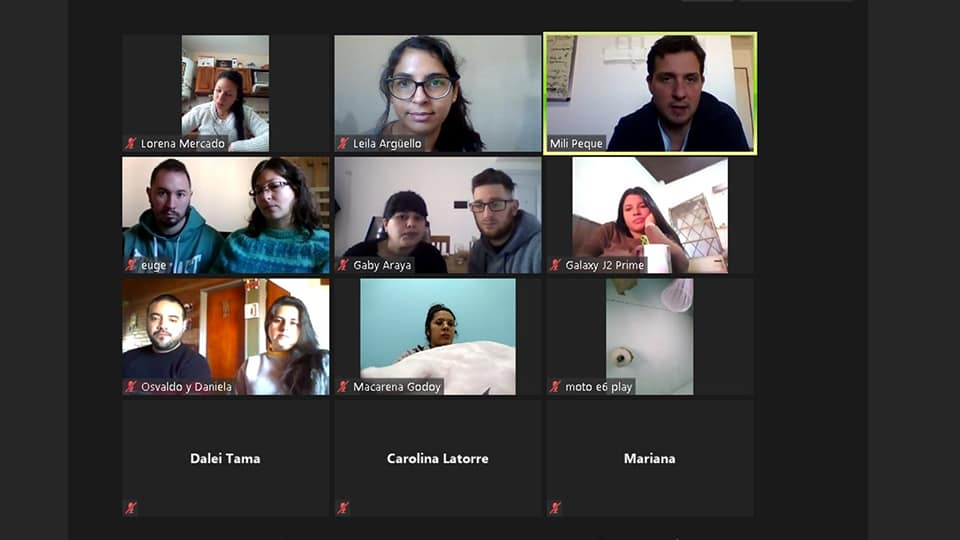 Lorena Mercado
Leila Argüello
Mili Peque
euge
Gaby Araya
Galaxy J2 Prime
Osvaldo y Daniela
Macarena Godoy
moto e6 play
Dalei Tama
Carolina Latorre
Mariana